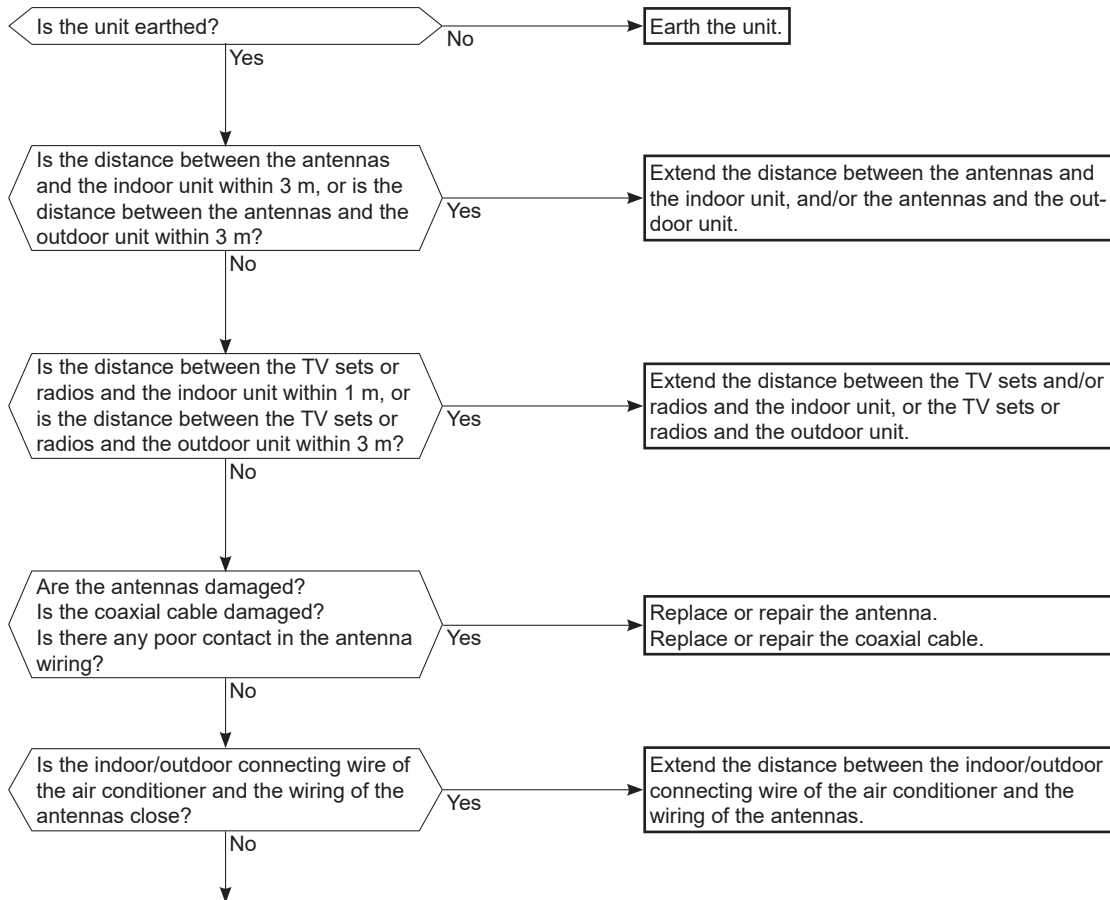 Is the unit earthed?
No
Earth the unit.
Yes
Is the distance between the antennas
and the indoor unit within 3 m, or is the
distance between the antennas and the
outdoor unit within 3 m?
Yes
Extend the distance between the antennas and
the indoor unit, and/or the antennas and the out-
door unit.
No
Is the distance between the TV sets or
radios and the indoor unit within 1 m, or
is the distance between the TV sets or
radios and the outdoor unit within 3 m?
Yes
Extend the distance between the TV sets and/or
radios and the indoor unit, or the TV sets or
radios and the outdoor unit.
No
Are the antennas damaged?
Is the coaxial cable damaged?
Is there any poor contact in the antenna
wiring?
Yes
Replace or repair the antenna.
Replace or repair the coaxial cable.
No
Is the indoor/outdoor connecting wire of
the air conditioner and the wiring of the
antennas close?
Yes
Extend the distance between the indoor/outdoor
connecting wire of the air conditioner and the
wiring of the antennas.
No